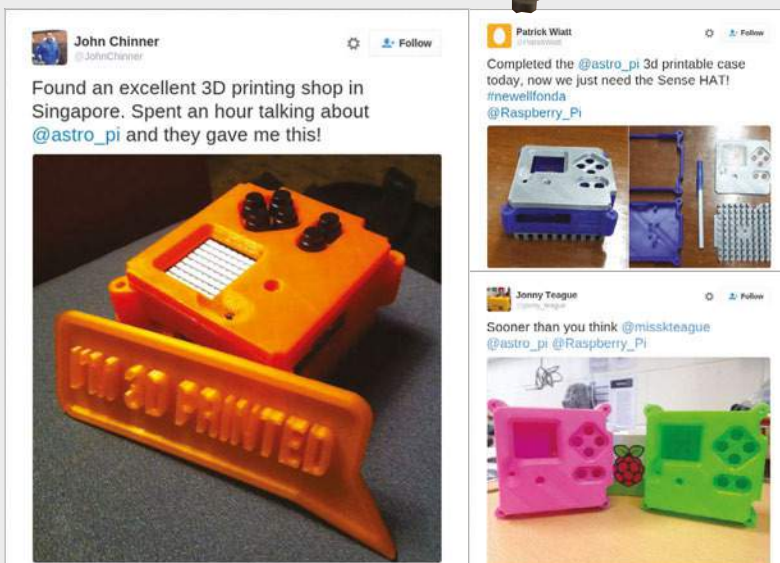 John Chinner
@JohnChinner
Follow
Found an excellent 3D printing shop in
Singapore. Spent an hour talking about
@astro_pi and they gave me this!
I'M 3D PRINTED
Patrick Wiatt
Follow
Completed the @astro_pi 3d printable case
today, now we just need the Sense HAT!
#newellfonda
@Raspberry_Pi
Jonny Teague
@jonny_teague
Follow
Sooner than you think @misskteague
@astro_pi @Raspberry_Pi